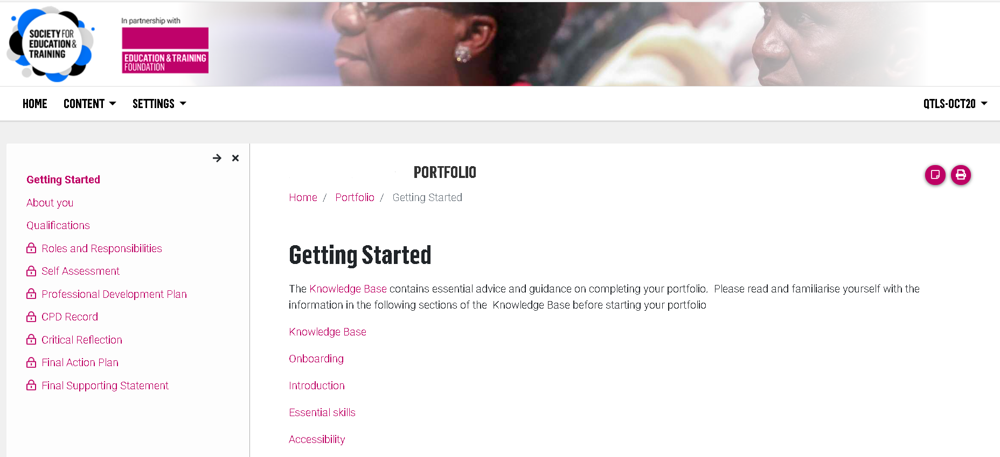 SOCIETY FOR
EDUCATION &
TRAINING
In partnership with
EDUCATION & TRAINING
FOUNDATION
HOME CONTENT SETTINGS QTLS-OCT20
Getting Started
About you
Qualifications
Roles and Responsibilities
Self Assessment
Professional Development Plan
CPD Record
Critical Reflection
Final Action Plan
Final Supporting Statement
PORTFOLIO
Home / Portfolio / Getting Started
Getting Started
The Knowledge Base contains essential advice and guidance on completing your portfolio.  Please read and familiarise yourself with the
information in the following sections of the  Knowledge Base before starting your portfolio
Knowledge Base
Onboarding
Introduction
Essential skills
Accessibility